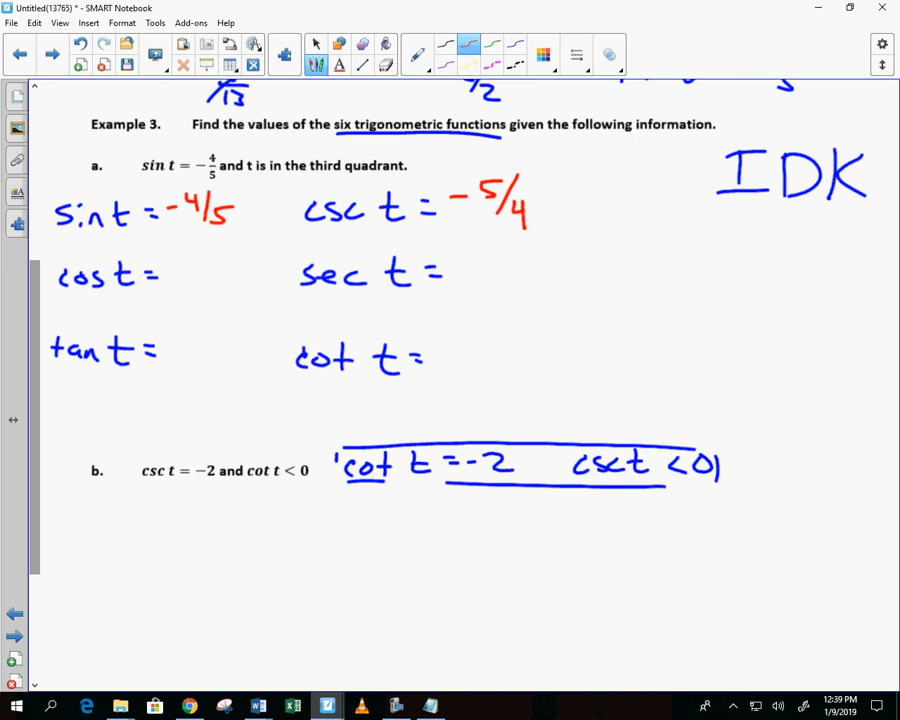 Untitled(13765) * - SMART Notebook
File Edit View Insert Format Tools Add-ons Help
√13
Example 3. Find the values of the six trigonometric functions given the following information.
IDK
a. sin t = −4/5 and t is in the third quadrant.
sin t = -4/5 csc t = -5/4
cos t = sec t =
tan t = cot t =
b. csc t = −2 and cot t < 0 cot t = -2 csc t < 0
12:39 PM
1/9/2019